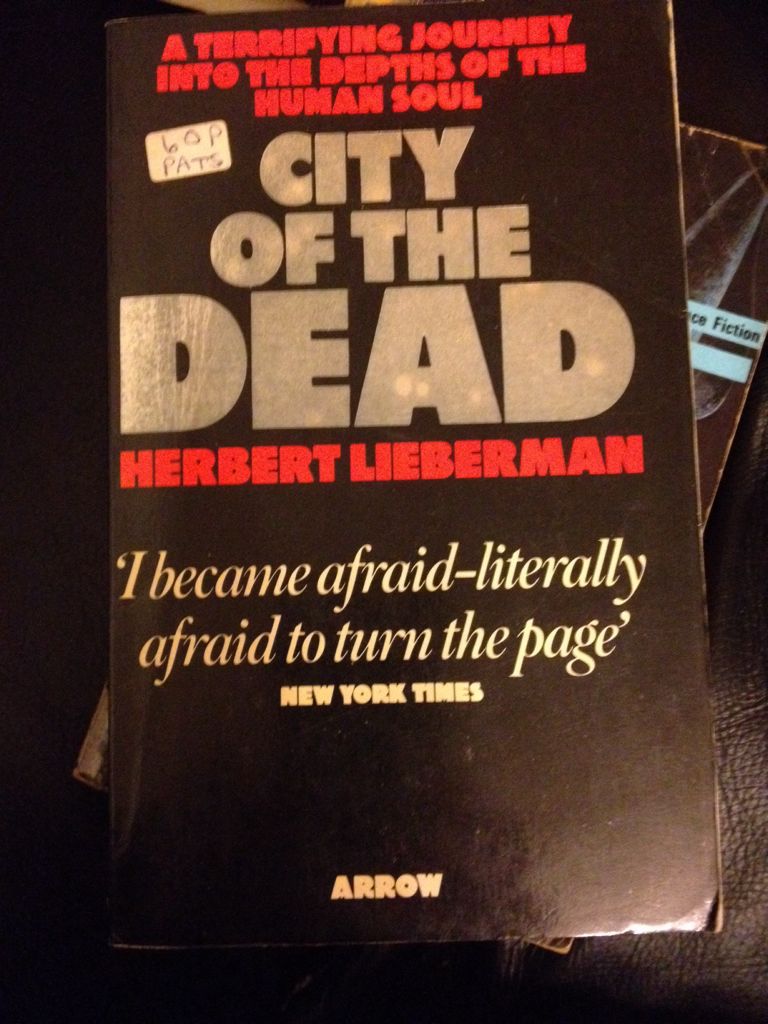 A TERRIFYING JOURNEY
INTO THE DEPTHS OF THE
HUMAN SOUL
60P
PATS
CITY
OF THE
DEAD
HERBERT LIEBERMAN
'I became afraid–literally
afraid to turn the page'
NEW YORK TIMES
ARROW
ce Fiction